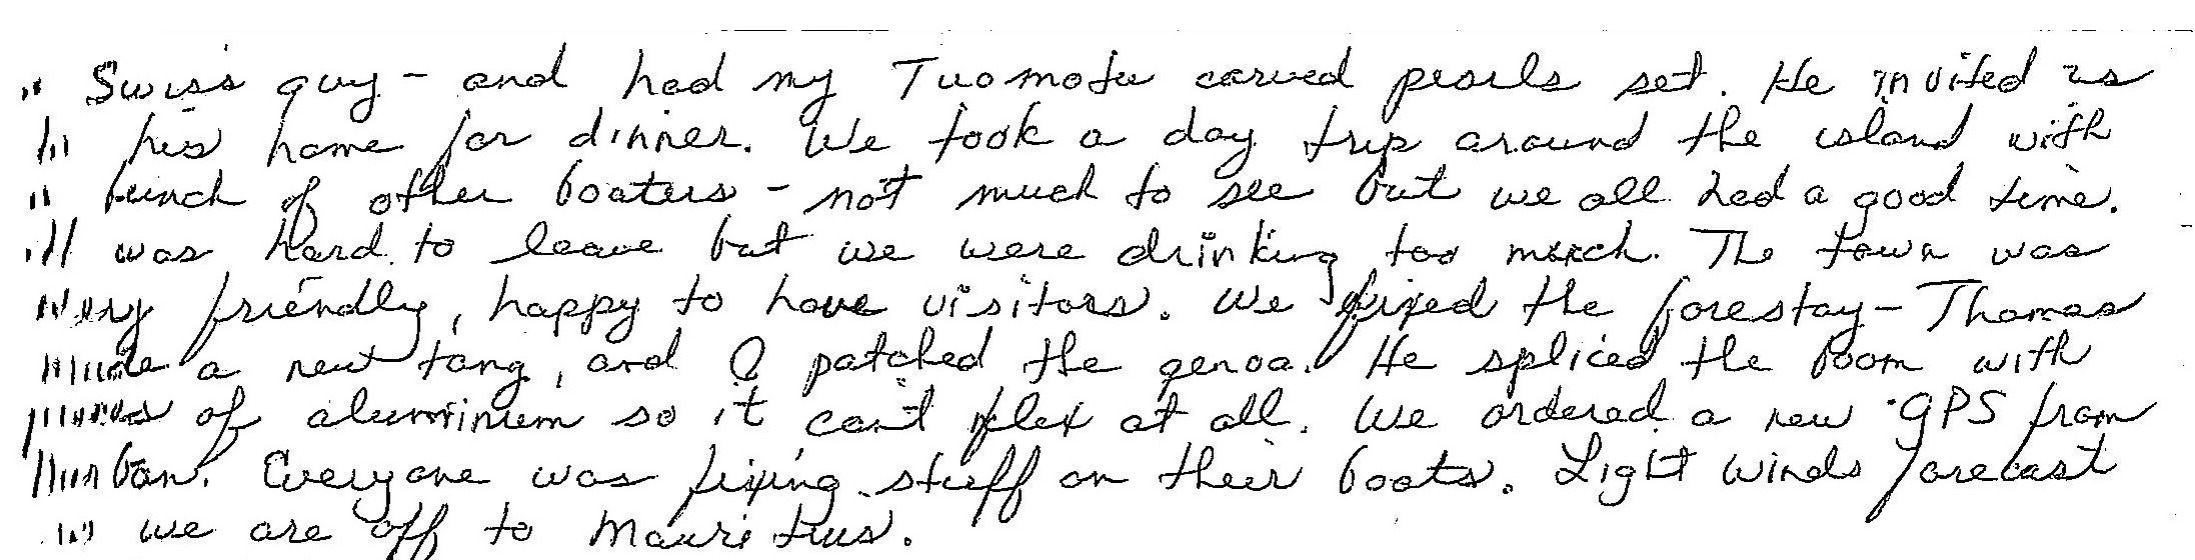 Swiss guy - and had my Tuomotu carved pearls set. He invited us
his home for dinner. We took a day trip around the island with
bunch of other boaters - not much to see but we all had a good time.
was hard to leave but we were drinking too much. The town was
very friendly, happy to have visitors. We fixed the forestay - Thomas
made a new tang, and I patched the genoa. He spliced the boom with
of aluminium so it can't flex at all. We ordered a new GPS from
Durban. Everyone was fixing stuff on their boats. Light winds forecast
we are off to Mauritius.